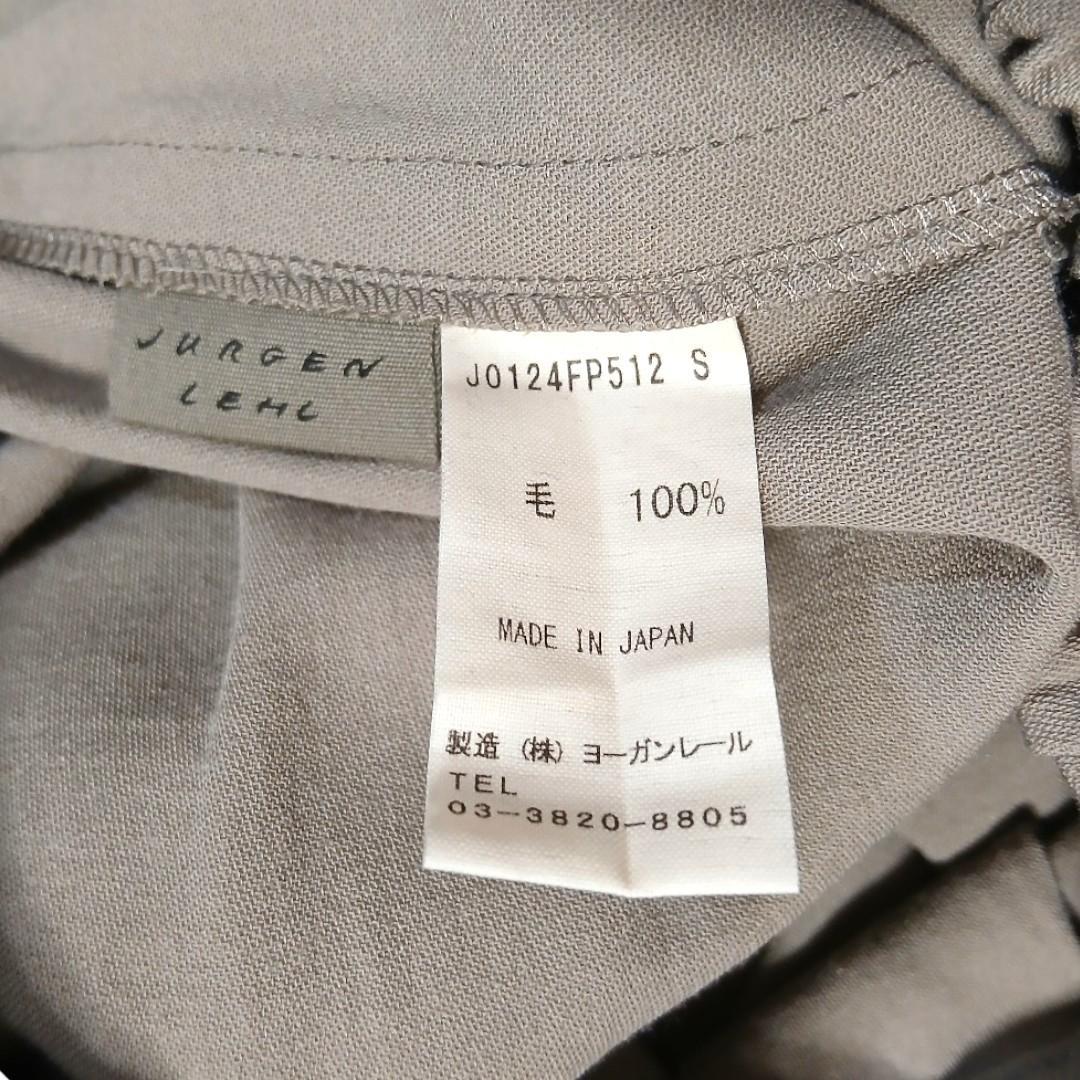 JURGEN
LEHL
J0124FP512 S
毛 100%
MADE IN JAPAN
製造 (株) ヨーガンレール
TEL
03-3820-8805